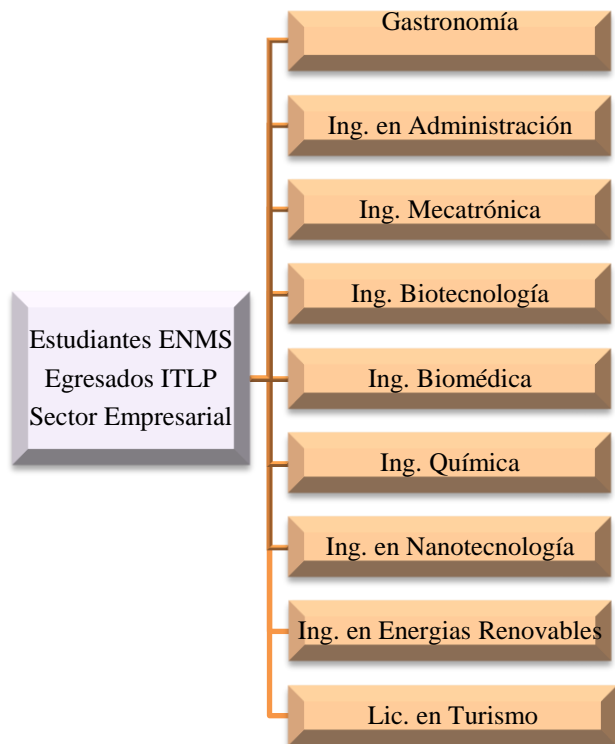 Gastronomía
Ing. en Administración
Ing. Mecatrónica
Ing. Biotecnología
Estudiantes ENMS
Egresados ITLP
Sector Empresarial
Ing. Biomédica
Ing. Química
Ing. en Nanotecnología
Ing. en Energias Renovables
Lic. en Turismo